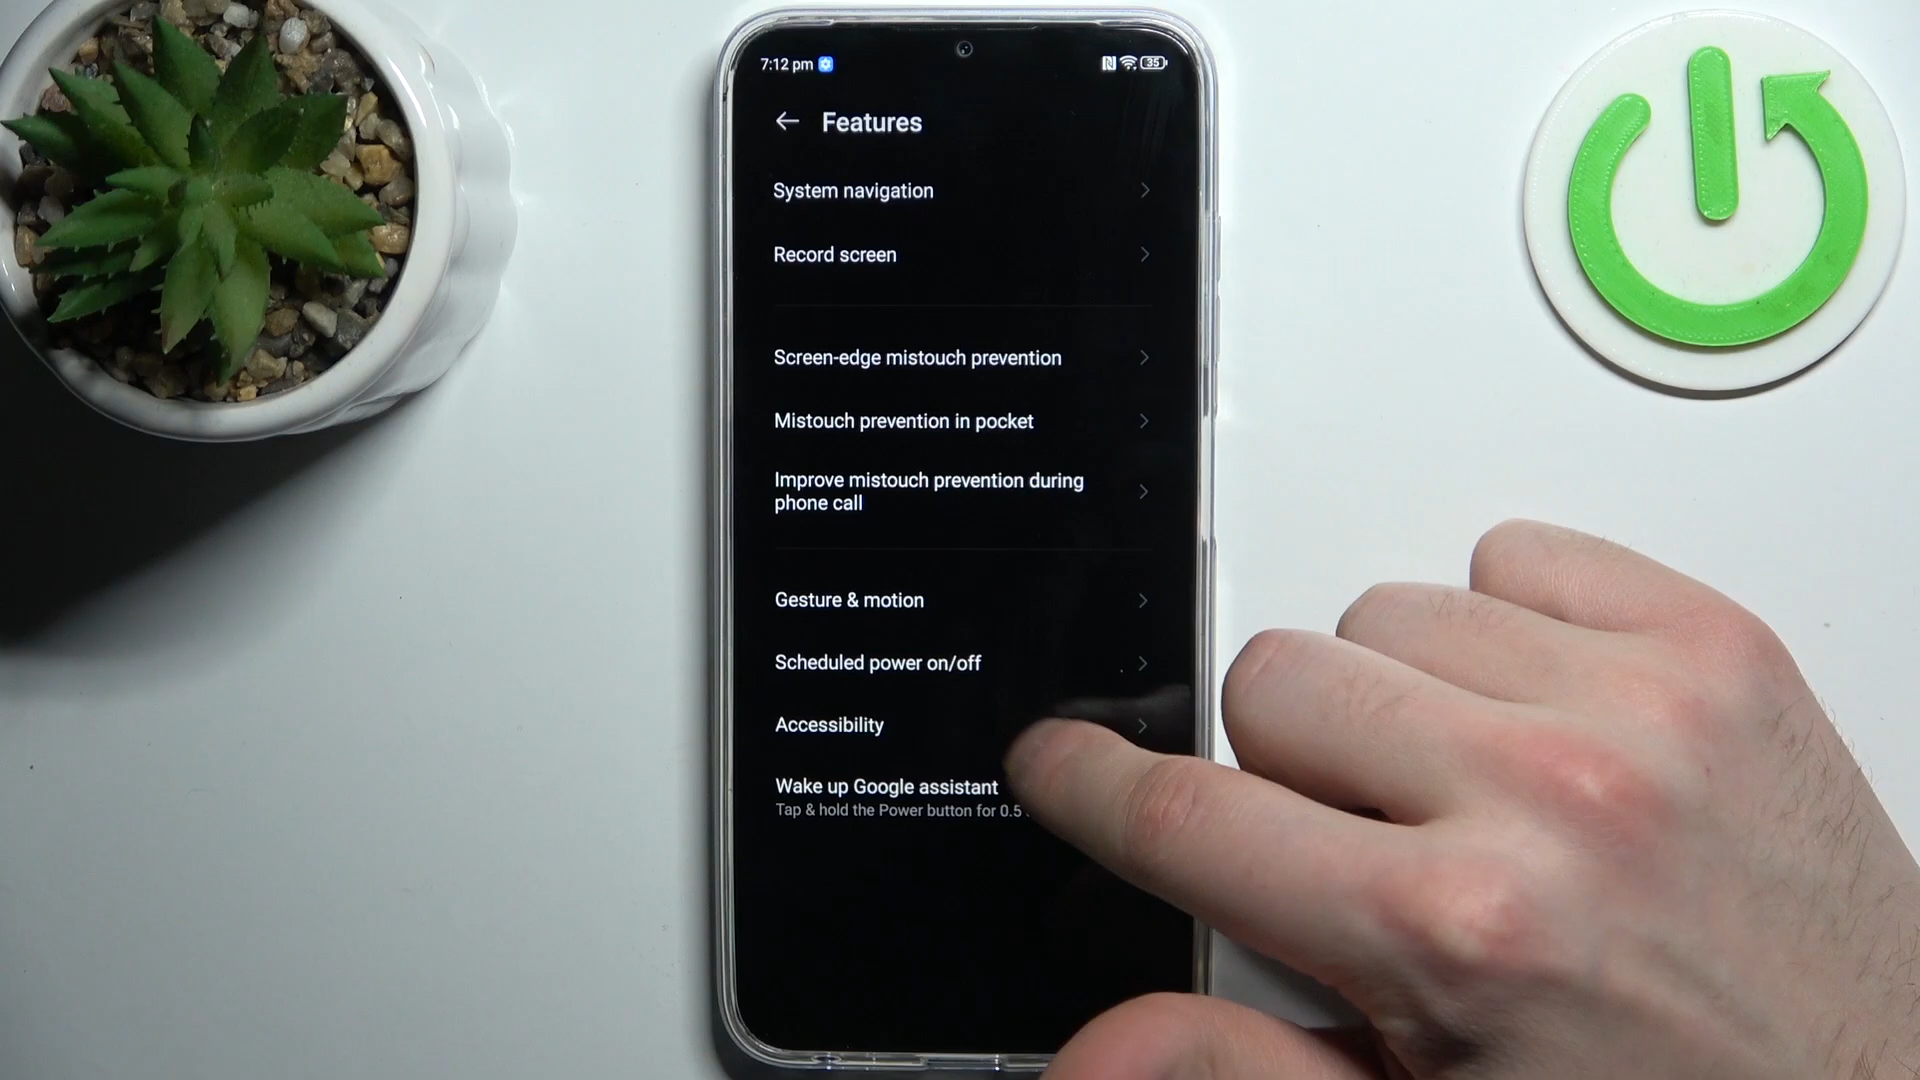 7:12 pm
35
Features
System navigation
Record screen
Screen-edge mistouch prevention
Mistouch prevention in pocket
Improve mistouch prevention during
phone call
Gesture & motion
Scheduled power on/off
Accessibility
Wake up Google assistant
Tap & hold the Power button for 0.5